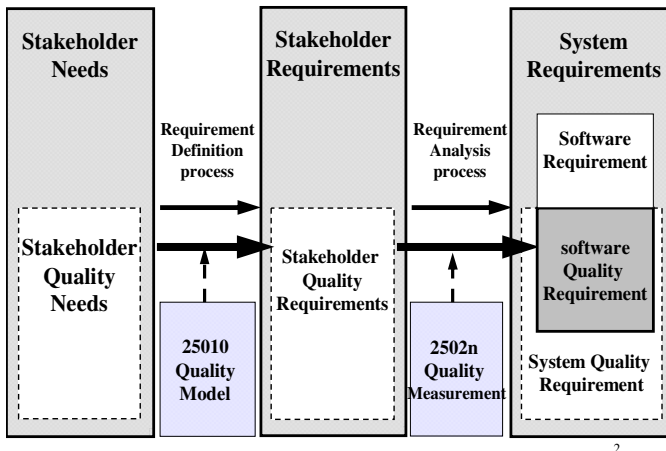 Stakeholder
Needs
Stakeholder
Quality
Needs
Requirement
Definition
process
25010
Quality
Model
Stakeholder
Requirements
Stakeholder
Quality
Requirements
Requirement
Analysis
process
2502n
Quality
Measurement
System
Requirements
Software
Requirement
software
Quality
Requirement
System Quality
Requirement
2